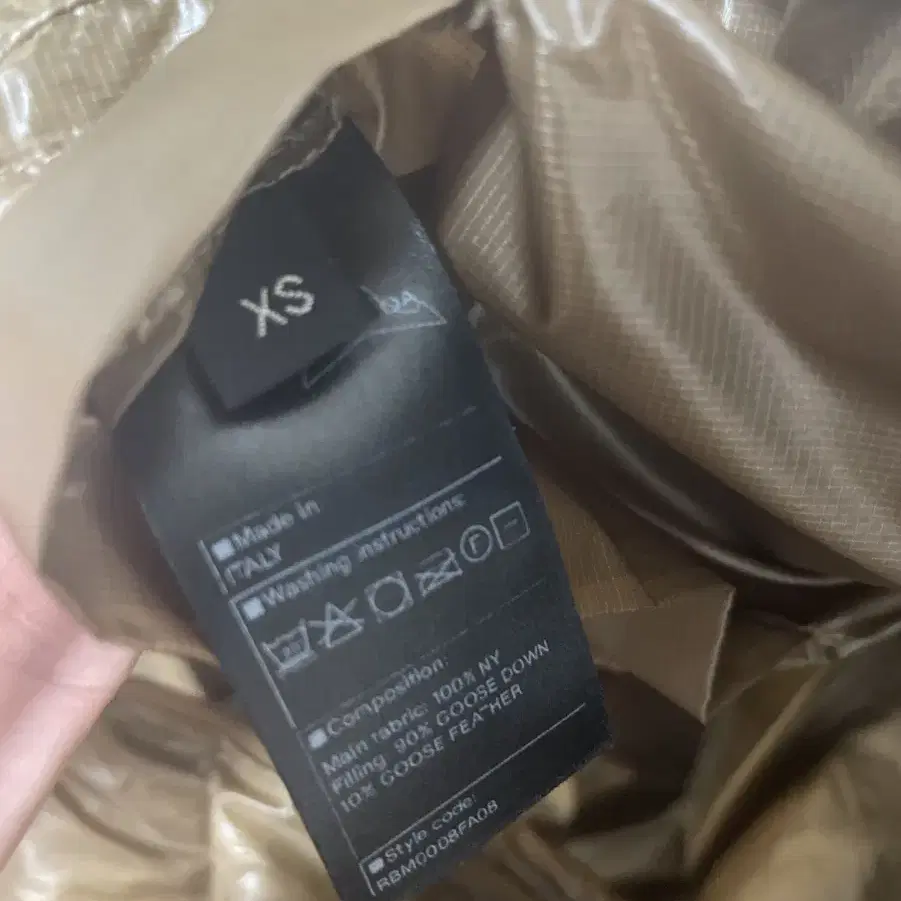 XS
Made in
ITALY
Washing instructions:
F
Composition:
Main fabric: 100% NY
Filling 90% GOOSE DOWN
10% GOOSE FEATHER
Style code:
RBM0008FA08